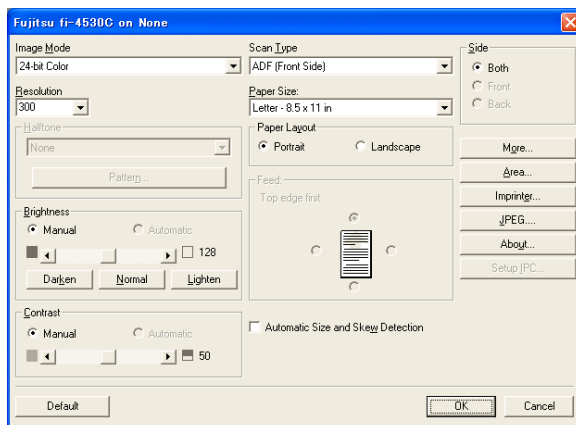 Fujitsu fi-4530C on None
Image Mode
24-bit Color
Resolution
300
Halftone
None
Pattern...
Brightness
Manual
Automatic
128
Darken
Normal
Lighten
Contrast
Manual
Automatic
50
Scan Type
ADF (Front Side)
Paper Size:
Letter - 8.5 x 11 in
Paper Layout
Portrait
Landscape
Feed:
Top edge first
Automatic Size and Skew Detection
Side
Both
Front
Back
More...
Area...
Imprinter...
JPEG....
About...
Setup IPC...
Default
OK
Cancel